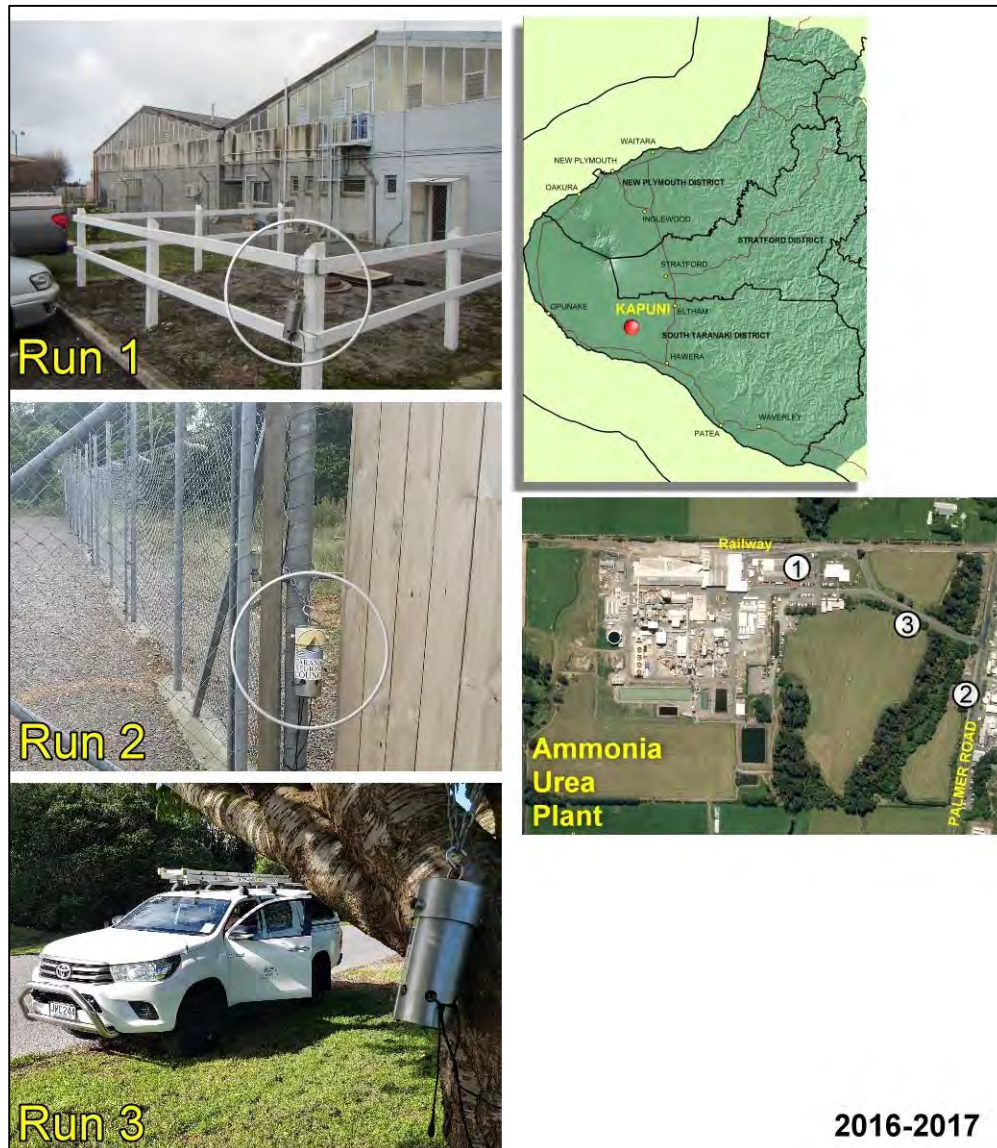 Run 1
WAITARA
NEW PLYMOUTH
NEW PLYMOUTH DISTRICT
OAKURA
INGLEWOOD
STRATFORD DISTRICT
STRATFORD
OPUNAKE
KAPUNI
ELTHAM
SOUTH TARANAKI DISTRICT
HAWERA
WAVERLEY
PATEA
Run 2
Railway
1
3
2
PALMER ROAD
Ammonia
Urea
Plant
Run 3
2016-2017